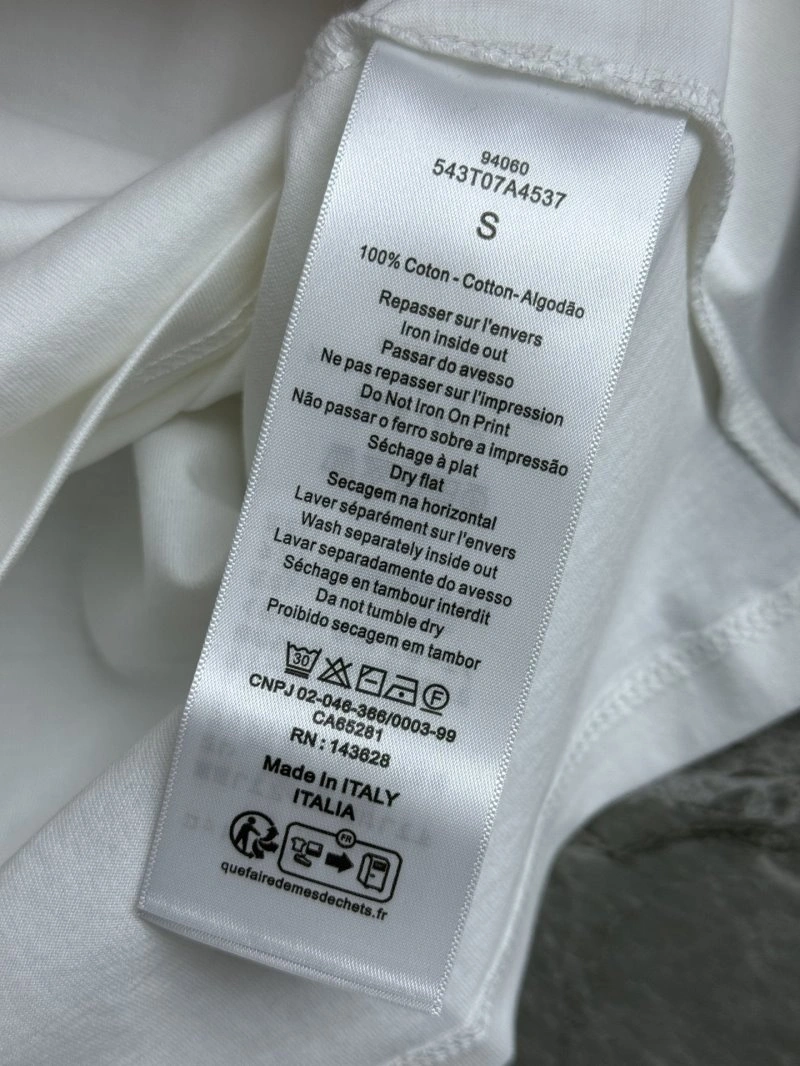 94060
543T07A4537
S
100% Coton - Cotton- Algodão
Repasser sur l'envers
Iron inside out
Passar do avesso
Ne pas repasser sur l'impression
Do Not Iron On Print
Não passar o ferro sobre a impressão
Séchage à plat
Dry flat
Secagem na horizontal
Laver séparément sur l'envers
Wash separately inside out
Lavar separadamente do avesso
Séchage en tambour interdit
Da not tumble dry
Proibido secagem em tambor
30
F
CNPJ 02-046-366/0003-99
CA65281
RN : 143628
Made In ITALY
ITALIA
FR
quefairedemesdechets.fr